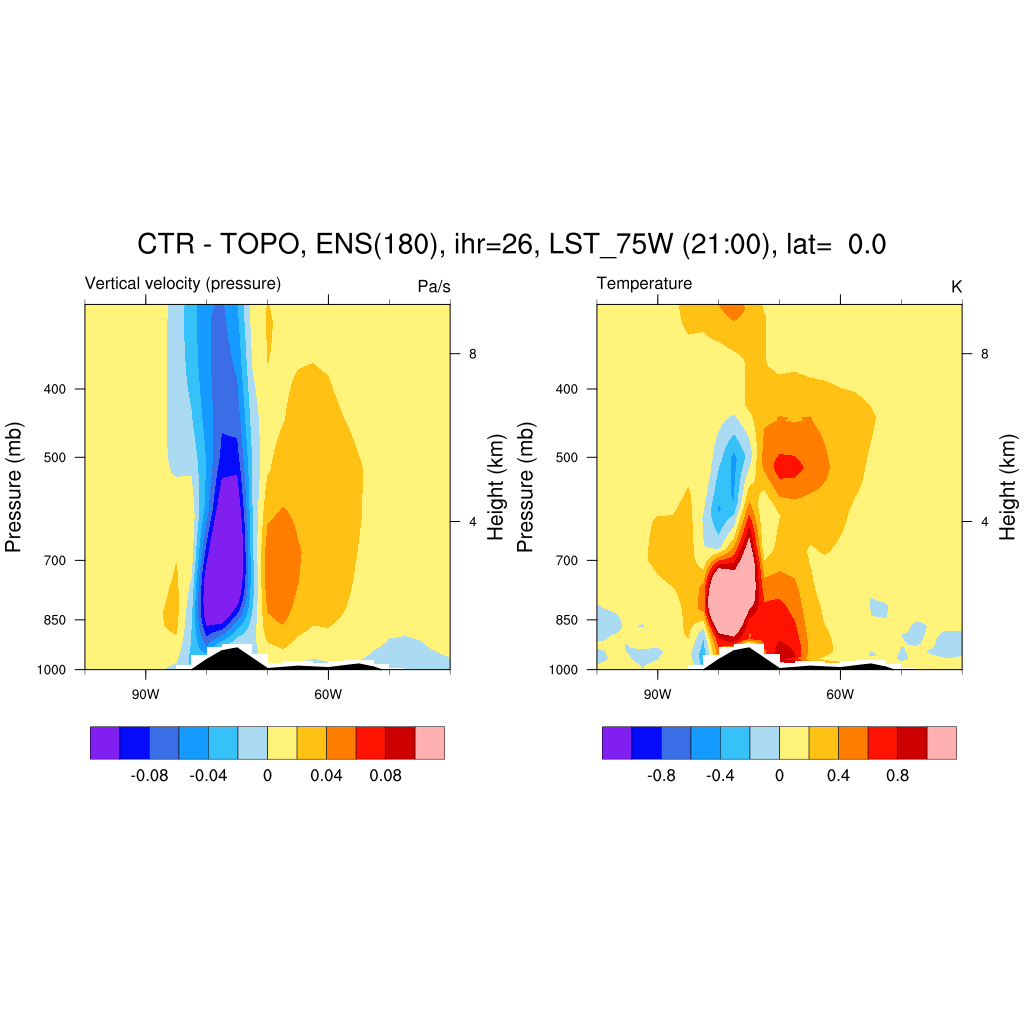 CTR - TOPO, ENS(180), ihr=26, LST_75W (21:00), lat=  0.0
Vertical velocity (pressure)
Pa/s
Temperature
K
8
400
500
4
700
850
1000
Pressure (mb)
Height (km)
90W
60W
-0.08
-0.04
0
0.04
0.08
8
400
500
4
700
850
1000
Pressure (mb)
Height (km)
90W
60W
-0.8
-0.4
0
0.4
0.8